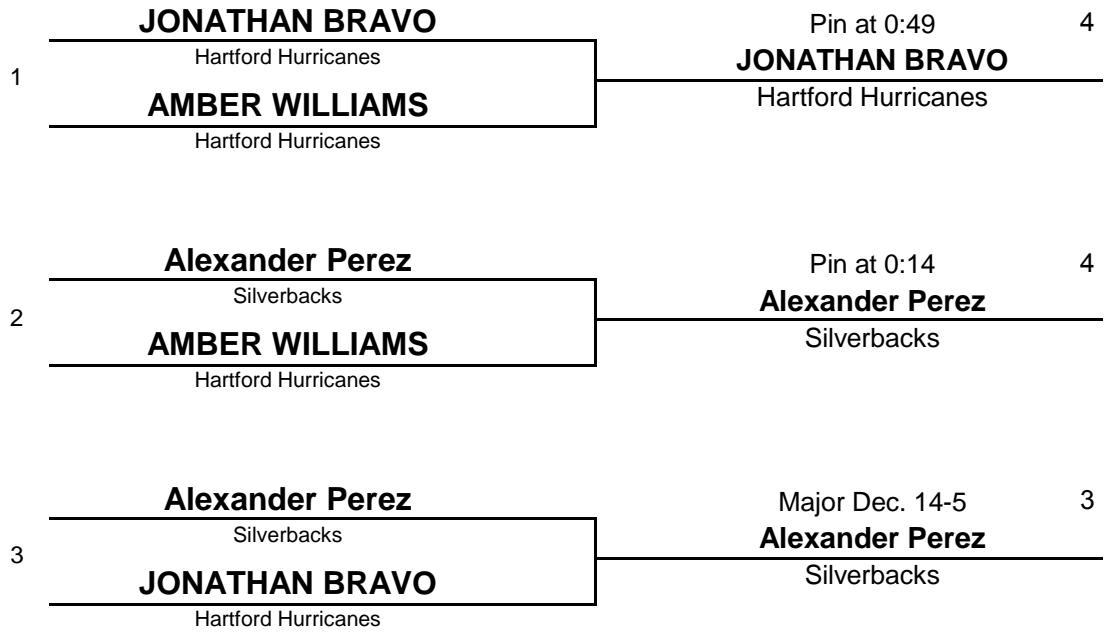 JONATHAN BRAVO
Hartford Hurricanes
1
AMBER WILLIAMS
Hartford Hurricanes
Pin at 0:49 4
JONATHAN BRAVO
Hartford Hurricanes
Alexander Perez
Silverbacks
2
AMBER WILLIAMS
Hartford Hurricanes
Pin at 0:14 4
Alexander Perez
Silverbacks
Alexander Perez
Silverbacks
3
JONATHAN BRAVO
Hartford Hurricanes
Major Dec. 14-5 3
Alexander Perez
Silverbacks